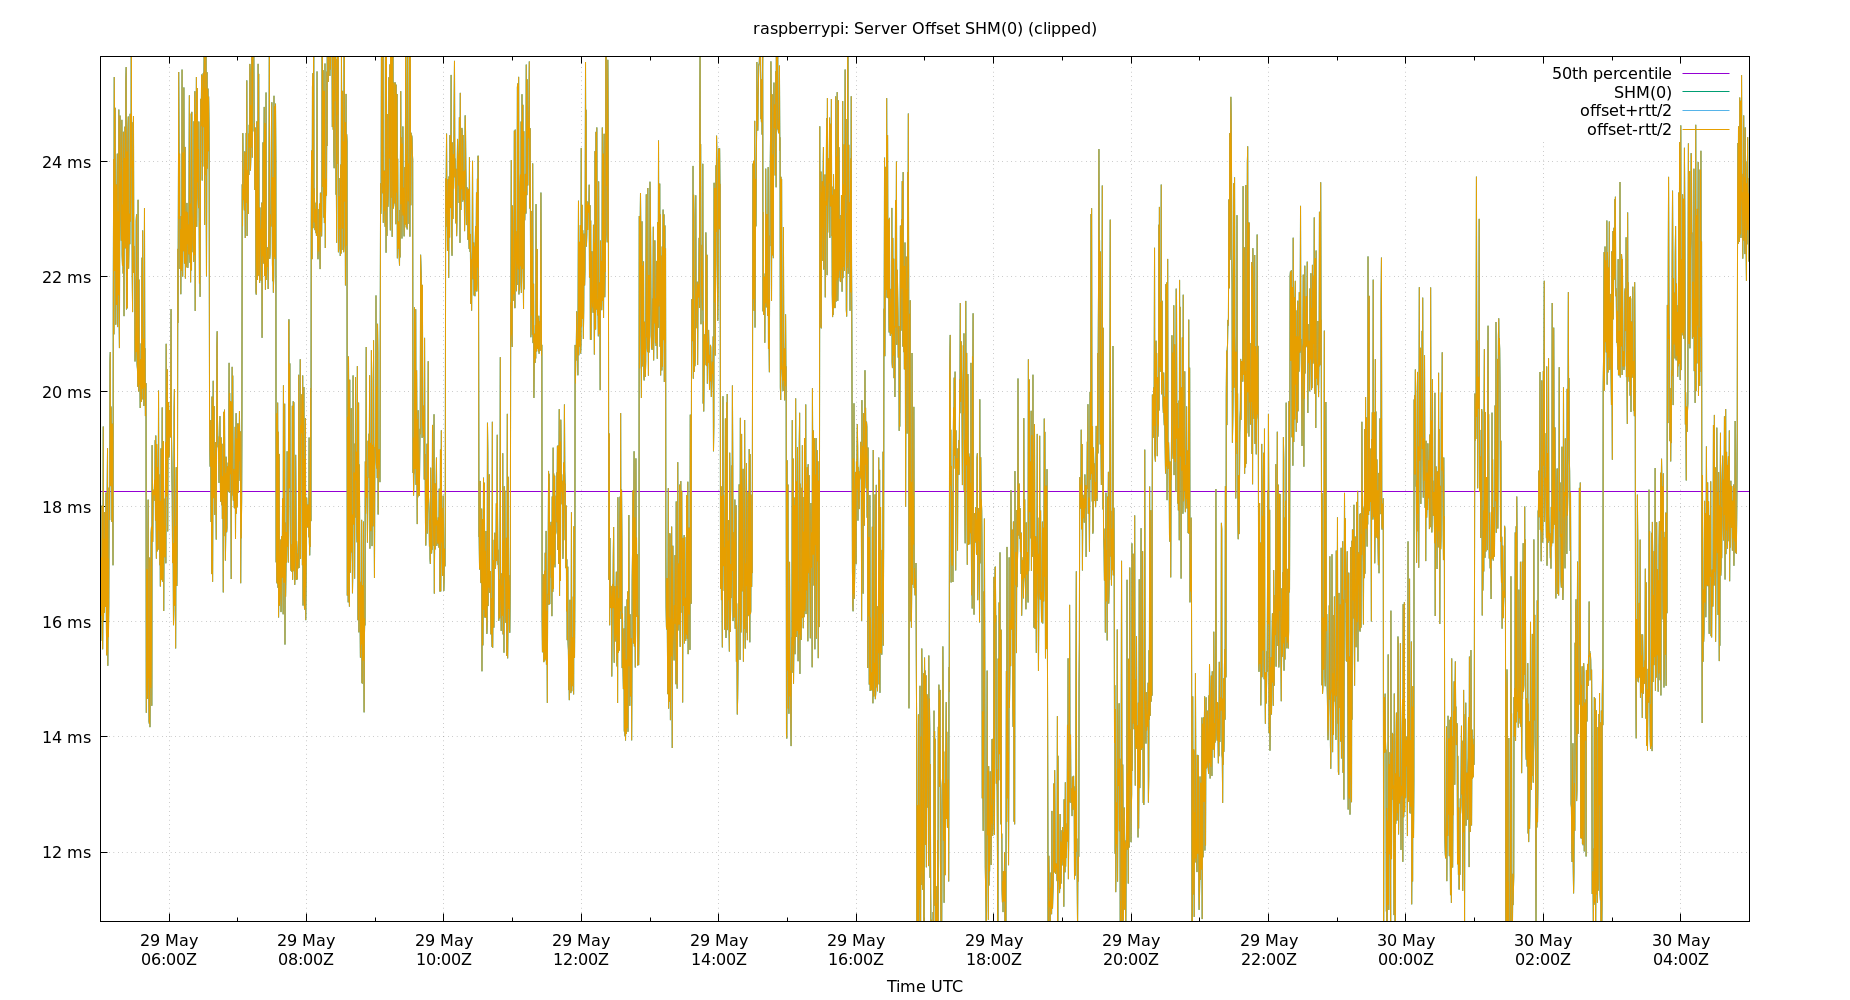 raspberrypi: Server Offset SHM(0) (clipped)
50th percentile
SHM(0)
offset+rtt/2
offset-rtt/2
24 ms
22 ms
20 ms
18 ms
16 ms
14 ms
12 ms
29 May 29 May 29 May 29 May 29 May 29 May 29 May 29 May 29 May 30 May 30 May 30 May
06:00Z 08:00Z 10:00Z 12:00Z 14:00Z 16:00Z 18:00Z 20:00Z 22:00Z 00:00Z 02:00Z 04:00Z
Time UTC